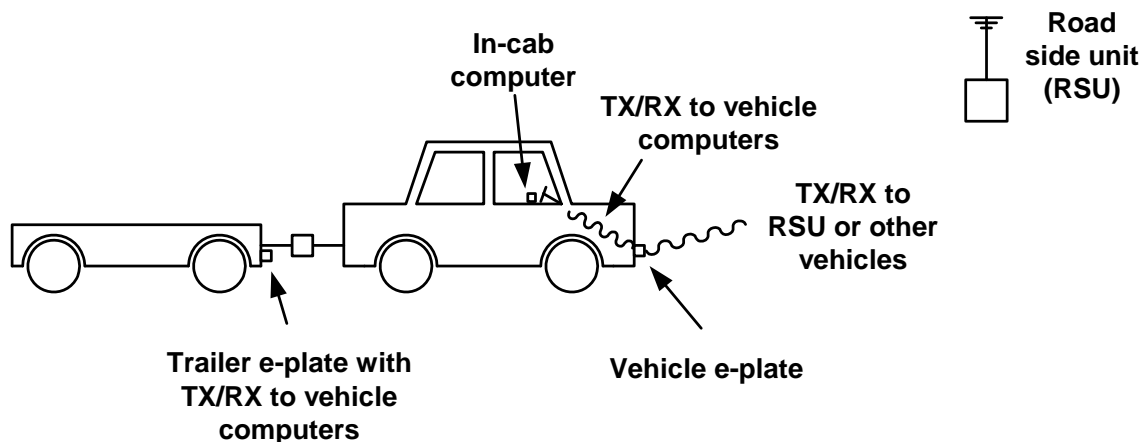 Road
side unit
(RSU)
In-cab
computer
TX/RX to vehicle
computers
TX/RX to
RSU or other
vehicles
Trailer e-plate with
TX/RX to vehicle
computers
Vehicle e-plate